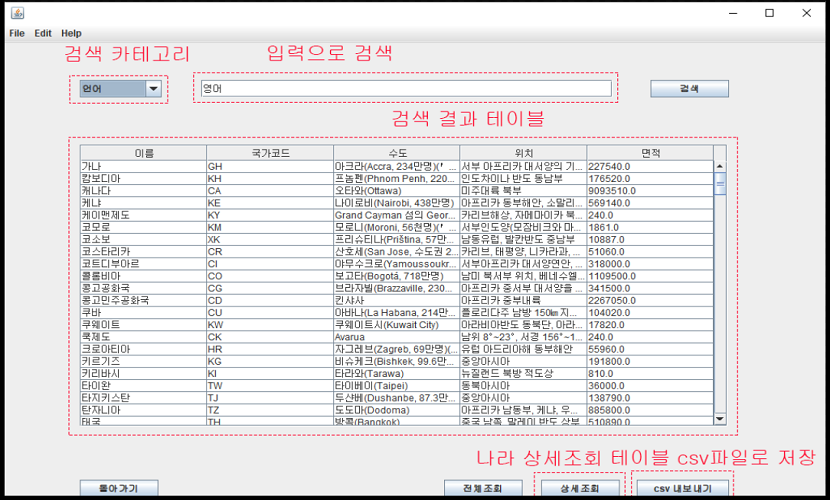 File Edit Help
검색 카테고리 입력으로 검색
언어 영어 검색
검색 결과 테이블
이름 국가코드 수도 위치 면적
가나 GH 아크라(Accra, 234만명)(' ... 서부 아프리카 대서양의 기... 227540.0
캄보디아 KH 프놈펜(Phnom Penh, 220... 인도차이나 반도 동남부 176520.0
캐나다 CA 오타와(Ottawa) 미주대륙 북부 9093510.0
케냐 KE 나이로비(Nairobi, 438만명) 아프리카 동부해안, 소말리... 569140.0
케이맨제도 KY Grand Cayman 섬의 Geor... 카리브해상, 자메마이카 북... 240.0
코모로 KM 모로니(Moroni, 56천명)(' ... 서부인도양(모잠비크와 마... 1861.0
코소보 XK 프리슈티나(Priština, 57만... 남동유럽, 발칸반도 중남부 10887.0
코스타리카 CR 산호세(San Jose, 수도권 2... 카리브, 태평양, 니카라과, ... 51060.0
코트디부아르 CI 야무수크로(Yamoussoukr... 서부아프리카 대서양연안, ... 318000.0
콜롬비아 CO 보고타(Bogotá, 718만명) 남미 북서부 위치, 베네수엘... 1109500.0
콩고공화국 CG 브라자빌(Brazzaville, 230... 아프리카 중서부 대서양을 ... 341500.0
콩고민주공화국 CD 킨샤사 아프리카 중부내륙 2267050.0
쿠바 CU 아바나(La Habana, 214만... 플로리다주 남방 150㎞ 지... 104020.0
쿠웨이트 KW 쿠웨이트시(Kuwait City) 아라비아반도 동북단, 아라... 17820.0
쿡제도 CK Avarua 남위 8°~23°, 서경 156°~1... 240.0
크로아티아 HR 자그레브(Zagreb, 69만명)(... 유럽 아드리아해 동부해안 55960.0
키르기즈 KG 비슈케크(Bishkek, 99.6만... 중앙아시아 191800.0
키리바시 KI 타라와(Tarawa) 뉴질랜드 북방 적도상 810.0
타이완 TW 타이베이(Taipei) 동북아시아 36000.0
타지키스탄 TJ 두샨베(Dushanbe, 87.3만... 중앙아시아 138790.0
탄자니아 TZ 도도마(Dodoma) 아프리카 남동부, 케냐, 우... 885800.0
태국 TH 방콕(Bangkok) 중국 남쪽, 말레이 반도 상부 510890.0
나라 상세조회 테이블 csv파일로 저장
돌아가기 전체조회 상세조회 csv 내보내기